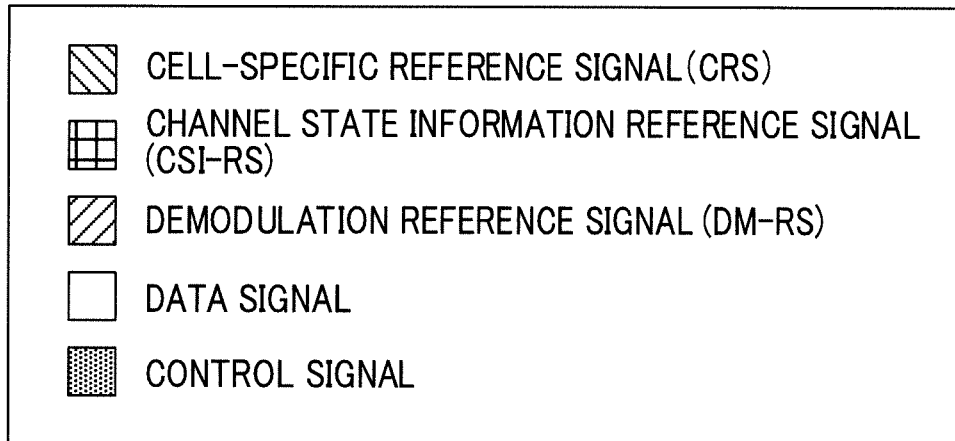 CELL-SPECIFIC REFERENCE SIGNAL(CRS)
CHANNEL STATE INFORMATION REFERENCE SIGNAL
(CSI-RS)
DEMODULATION REFERENCE SIGNAL (DM-RS)
DATA SIGNAL
CONTROL SIGNAL